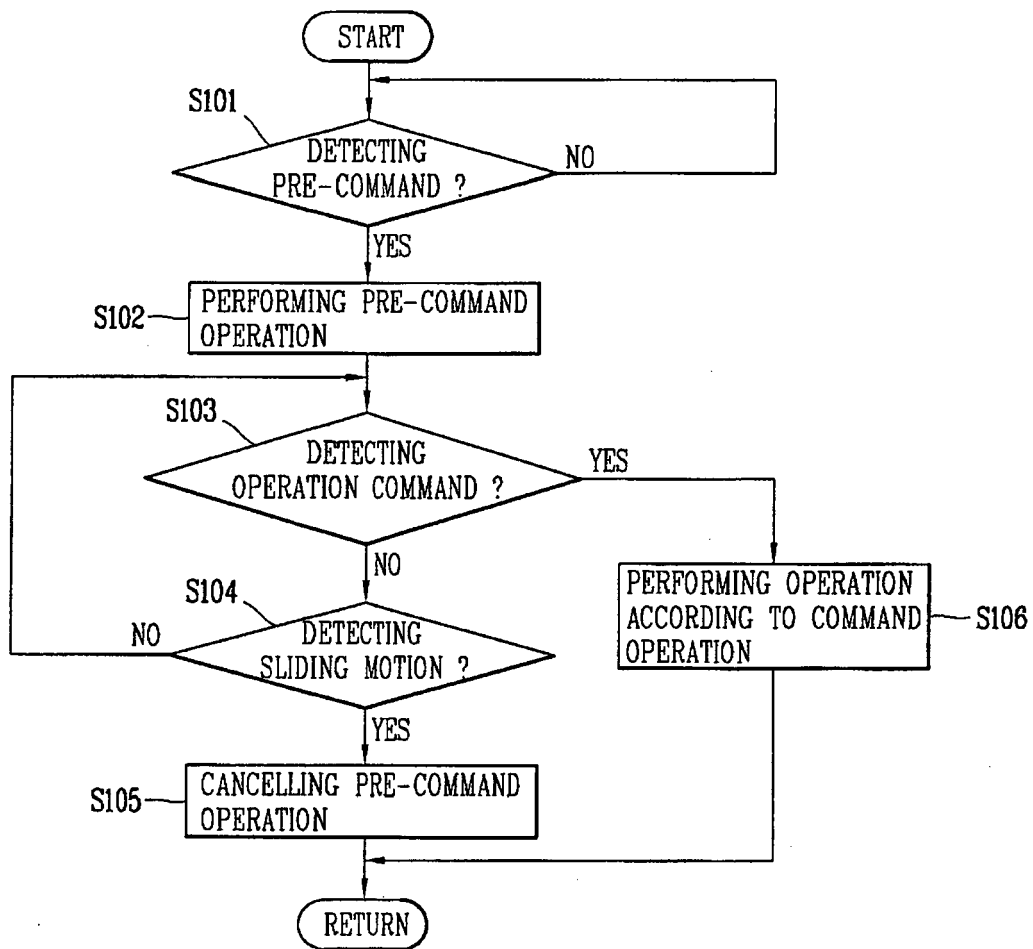 START
S101
DETECTING
PRE-COMMAND ?
NO
YES
S102
PERFORMING PRE-COMMAND
OPERATION
S103
DETECTING
OPERATION COMMAND ?
YES
NO
S104
DETECTING
SLIDING MOTION ?
NO
YES
PERFORMING OPERATION
ACCORDING TO COMMAND
OPERATION
S106
S105
CANCELLING PRE-COMMAND
OPERATION
RETURN